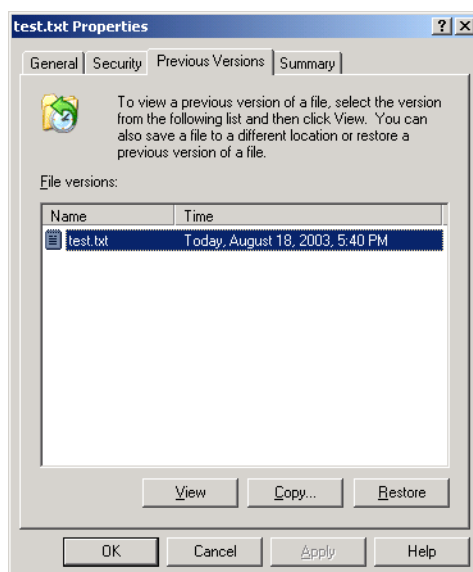 test.txt Properties
? X
General Security Previous Versions Summary
To view a previous version of a file, select the version
from the following list and then click View. You can
also save a file to a different location or restore a
previous version of a file.
File versions:
Name Time
test.txt Today, August 18, 2003, 5:40 PM
View Copy... Restore
OK Cancel Apply Help